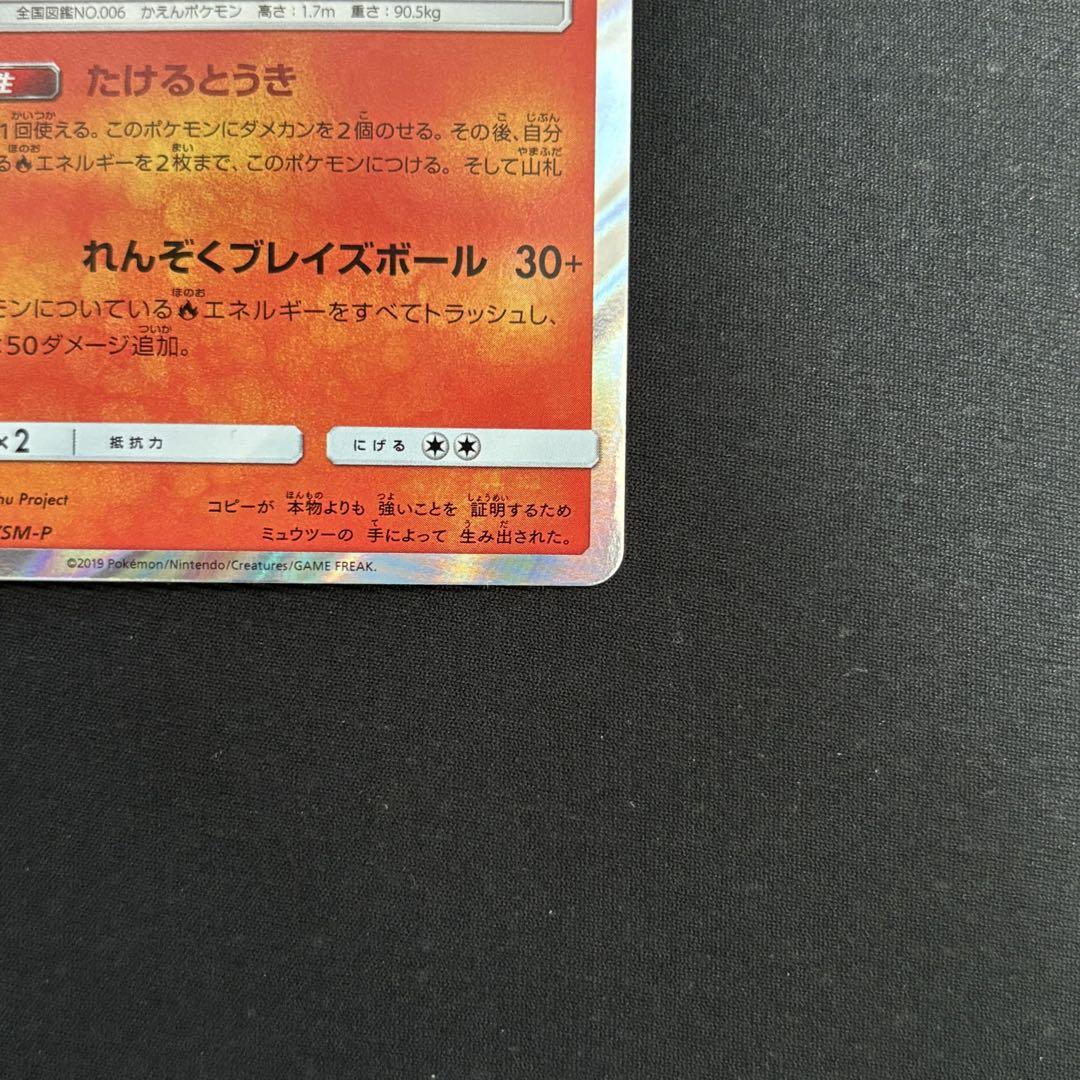 全国図鑑NO.006 かえんポケモン 高さ:1.7m 重さ:90.5kg
性 たけるとうき
1回使える。このポケモンにダメカンを2個のせる。その後、自分
る エネルギーを2枚まで、このポケモンにつける。そして山札
れんぞくブレイズボール 30+
モンについている エネルギーをすべてトラッシュし、
50ダメージ追加。
×2 抵抗力 にげる
hu Project
/SM-P
コピーが 本物よりも 強いことを 証明するため
ミュウツーの 手によって 生み出された。
©2019 Pokémon/Nintendo/Creatures/GAME FREAK.